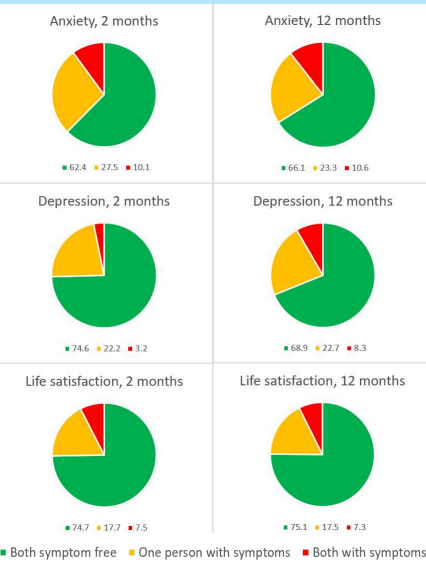 Anxiety, 2 months
62.4 27.5 10.1
Anxiety, 12 months
66.1 23.3 10.6
Depression, 2 months
74.6 22.2 3.2
Depression, 12 months
68.9 22.7 8.3
Life satisfaction, 2 months
74.7 17.7 7.5
Life satisfaction, 12 months
75.1 17.5 7.3
Both symptom free One person with symptoms Both with symptoms